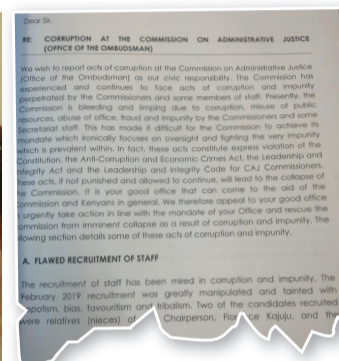 Dear Sir,
RE: CORRUPTION AT THE COMMISSION ON ADMINISTRATIVE JUSTICE
(OFFICE OF THE OMBUDSMAN)
We wish to report acts of corruption at the Commission on Administrative Justice
(Office of the Ombudsman) as our civic responsibility. The Commission has
experienced and continues to face acts of corruption and impunity
perpetrated by the Commissioners and some members of staff. Presently, the
Commission is bleeding and limping due to corruption, misuse of public
resources, abuse of office, fraud and impunity by the Commissioners and some
Secretariat staff. This has made it difficult for the Commission to achieve its
mandate which ironically focuses on oversight and fighting the very impunity
which is prevalent within. In fact, these acts constitute express violation of the
Constitution, the Anti-Corruption and Economic Crimes Act, the Leadership and
ntegrity Act and the Leadership and Integrity Code for CAJ Commissioners.
hese acts, if not punished and allowed to continue, will lead to the collapse of
he Commission. It is your good office that can come to the aid of the
ommission and Kenyans in general. We therefore appeal to your good office
urgently take action in line with the mandate of your Office and rescue the
ommission from imminent collapse as a result of corruption and impunity. The
llowing section details some of these acts of corruption and impunity.
A. FLAWED RECRUITMENT OF STAFF
The recruitment of staff has been mired in corruption and impunity. The
February 2019 recruitment was greatly manipulated and tainted with
epotism, bias, favouritism and tribalism. Two of the candidates recruited
were relatives (nieces) of Chairperson, Flo ce Kajuju, and the